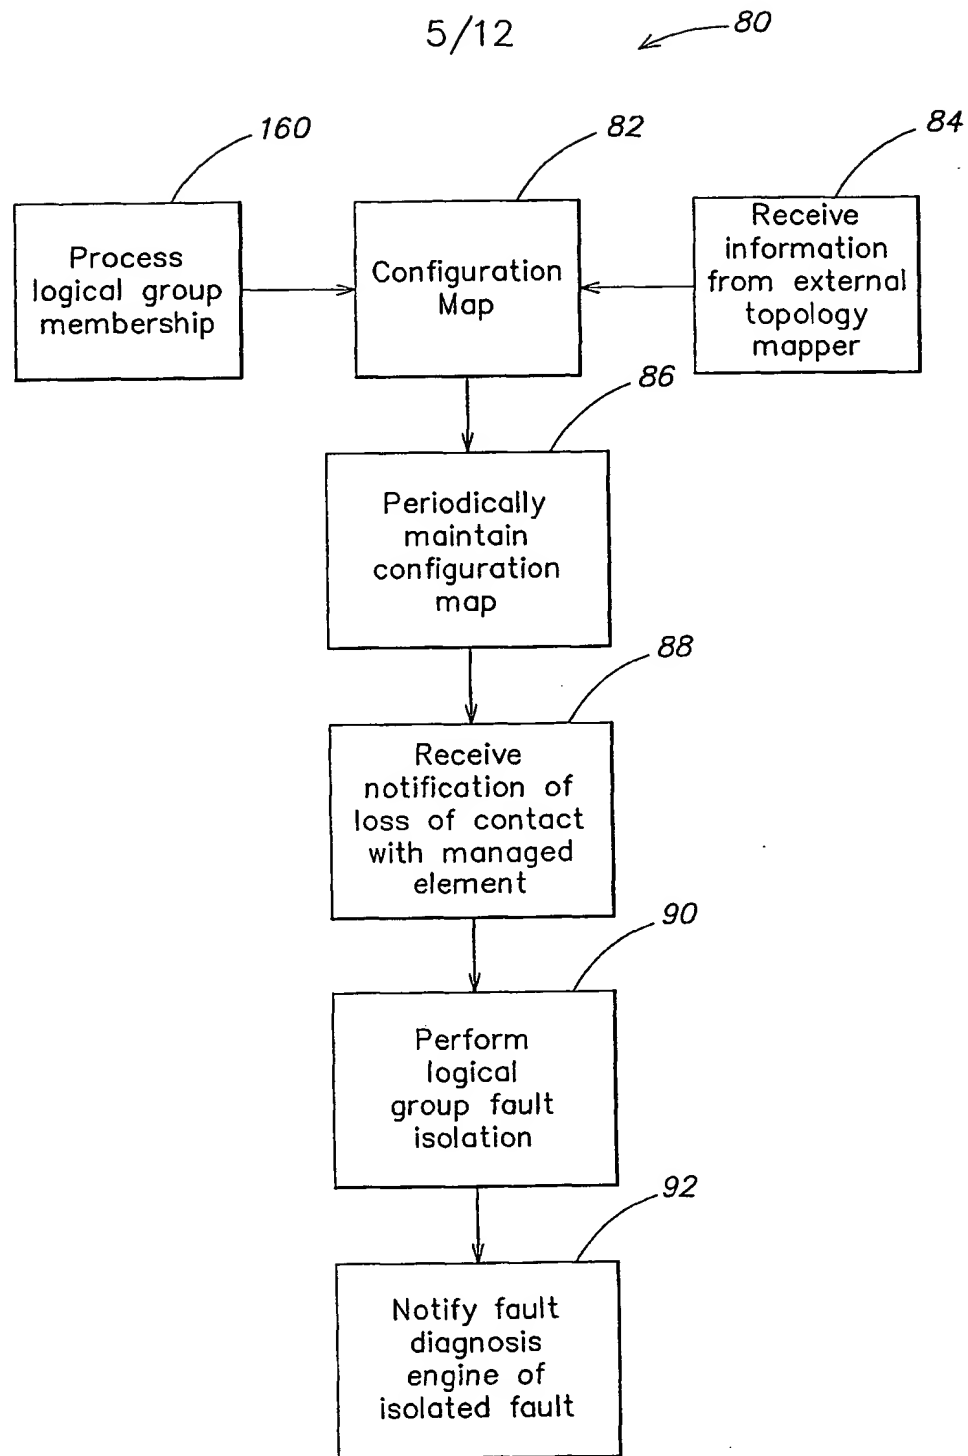 5/12
80
160
82
84
Process
logical group
membership
Configuration
Map
Receive
information
from external
topology
mapper
86
Periodically
maintain
configuration
map
88
Receive
notification of
loss of contact
with managed
element
90
Perform
logical
group fault
isolation
92
Notify fault
diagnosis
engine of
isolated fault